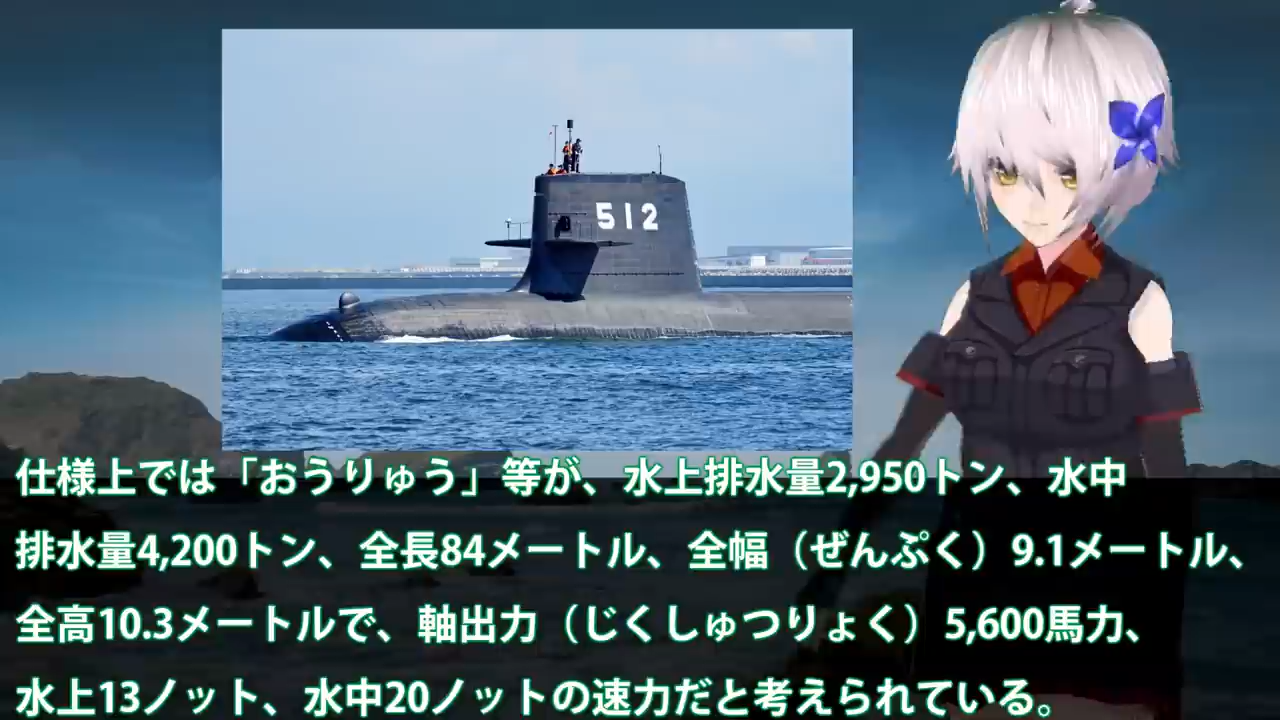 512
仕様上では「おうりゅう」等が、水上排水量2,950トン、水中
排水量4,200トン、全長84メートル、全幅（ぜんぷく）9.1メートル、
全高10.3メートルで、軸出力（じくしゅつりょく）5,600馬力、
水上13ノット、水中20ノットの速力だと考えられている。